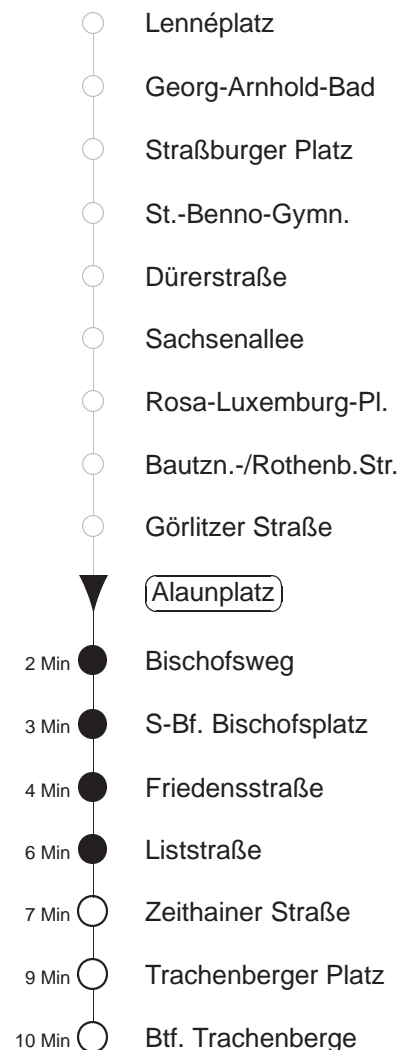 Lennéplatz
Georg-Arnhold-Bad
Straßburger Platz
St.-Benno-Gymn.
Dürerstraße
Sachsenallee
Rosa-Luxemburg-Pl.
Bautzn.-/Rothenb.Str.
Görlitzer Straße
Alaunplatz
2 Min Bischofsweg
3 Min S-Bf. Bischofsplatz
4 Min Friedensstraße
6 Min Liststraße
7 Min Zeithainer Straße
9 Min Trachenberger Platz
10 Min Btf. Trachenberge